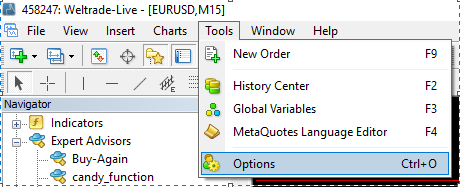 458247: Weltrade-Live - [EURUSD,M15]
File View Insert Charts Tools Window Help
New Order F9
History Center F2
Global Variables F3
MetaQuotes Language Editor F4
Options Ctrl+O
Navigator
Indicators
Expert Advisors
Buy-Again
candy_function